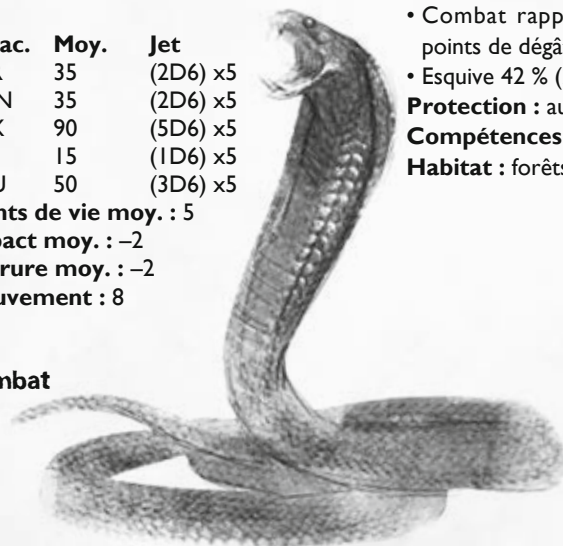 ac. Moy. Jet
35 (2D6) x5
N 35 (2D6) x5
90 (5D6) x5
15 (1D6) x5
U 50 (3D6) x5
nts de vie moy. : 5
pact moy. : –2
rure moy. : –2
uvement : 8
mbat
• Combat rapp
points de dégâ
• Esquive 42 % (
Protection : au
Compétences
Habitat : forêts